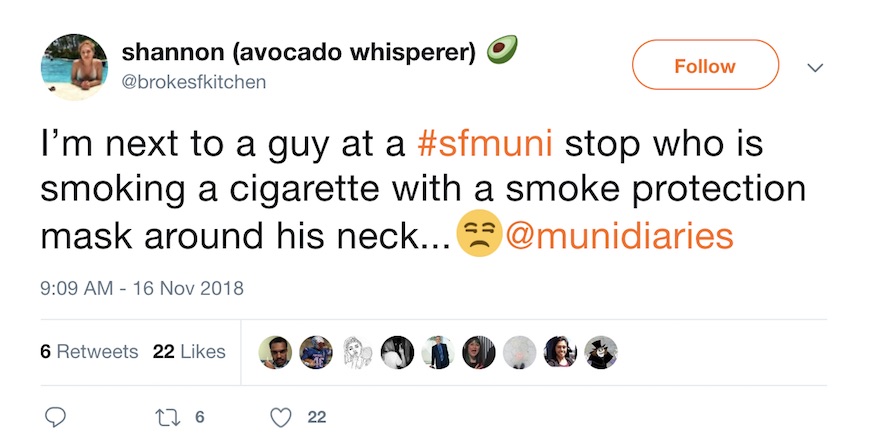 shannon (avocado whisperer) 🥑
@brokesfkitchen
Follow
I’m next to a guy at a #sfmuni stop who is
smoking a cigarette with a smoke protection
mask around his neck...😒@munidiaries
9:09 AM - 16 Nov 2018
6 Retweets 22 Likes
6 22